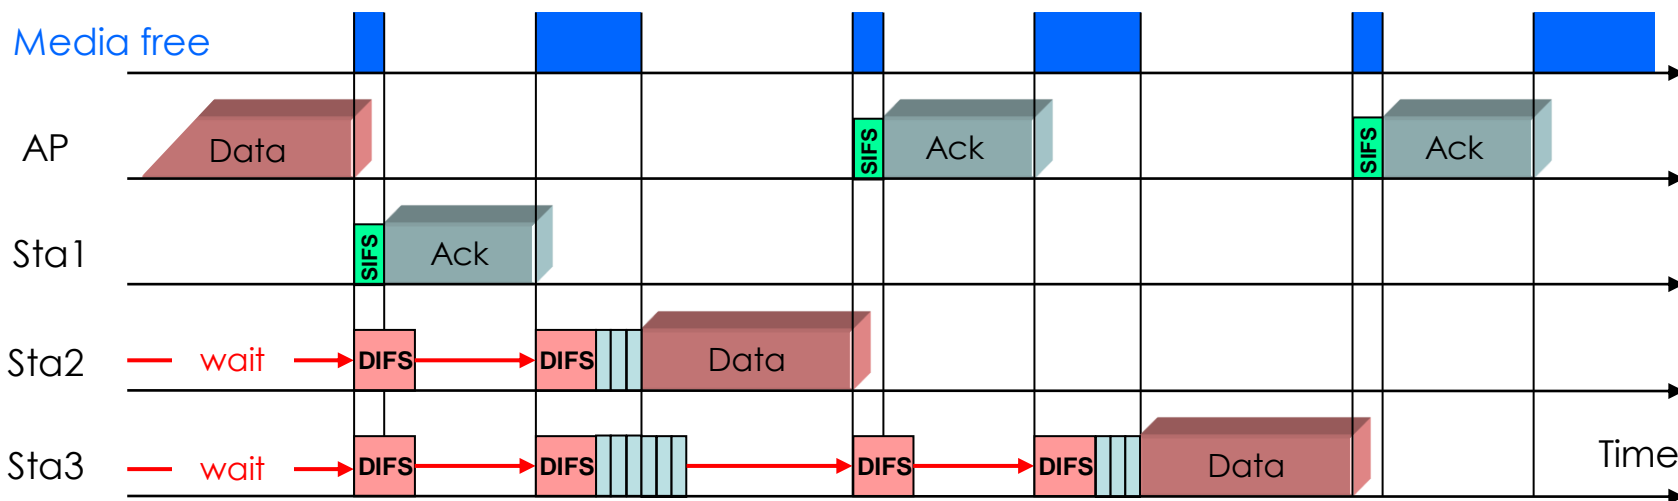 Media free
AP
Data
SIFS
Ack
SIFS
Ack
Sta1
SIFS
Ack
Sta2
wait
DIFS
DIFS
Data
Sta3
wait
DIFS
DIFS
DIFS
DIFS
Data
Time